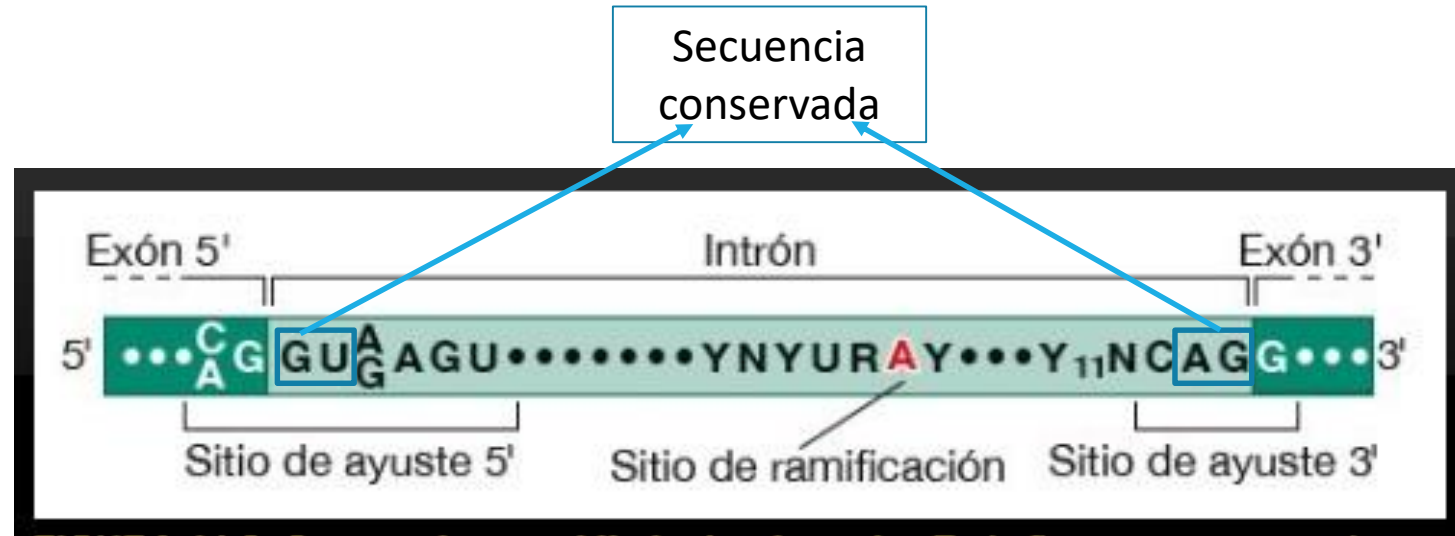 Secuencia
conservada
Exón 5' Intrón Exón 3'
5' •••C/A G GU A/G AGU•••••••YNYURAY•••Y11NCAGG•••3'
Sitio de ayuste 5' Sitio de ramificación Sitio de ayuste 3'